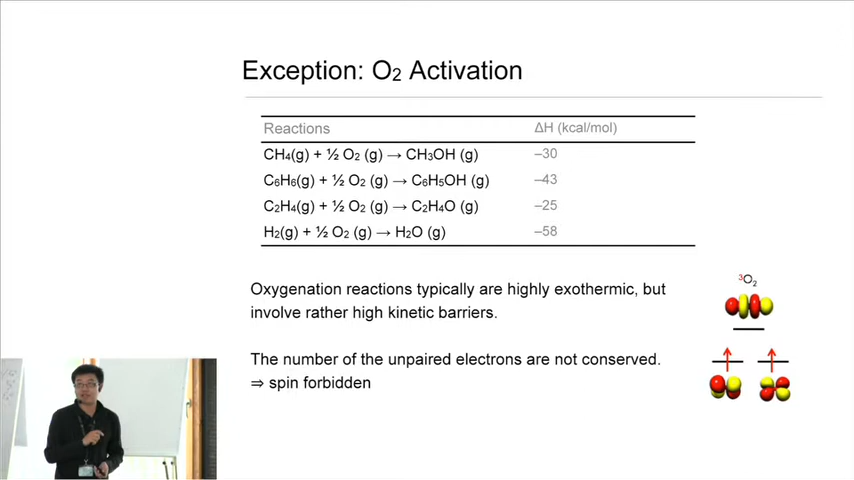 Exception: O₂ Activation
Reactions ΔH (kcal/mol)
CH₄(g) + ½ O₂ (g) → CH₃OH (g) –30
C₆H₆(g) + ½ O₂ (g) → C₆H₅OH (g) –43
C₂H₄(g) + ½ O₂ (g) → C₂H₄O (g) –25
H₂(g) + ½ O₂ (g) → H₂O (g) –58
Oxygenation reactions typically are highly exothermic, but
involve rather high kinetic barriers.
³O₂
The number of the unpaired electrons are not conserved.
⇒ spin forbidden